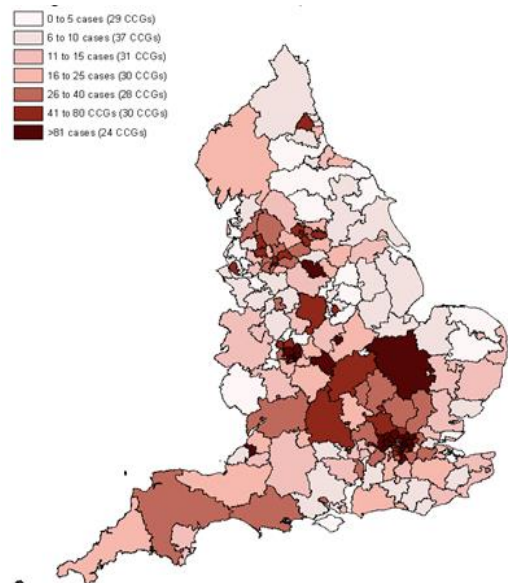 0 to 5 cases (29 CCGs)
6 to 10 cases (37 CCGs)
11 to 15 cases (31 CCGs)
16 to 25 cases (30 CCGs)
26 to 40 cases (28 CCGs)
41 to 80 CCGs (30 CCGs)
>81 cases (24 CCGs)